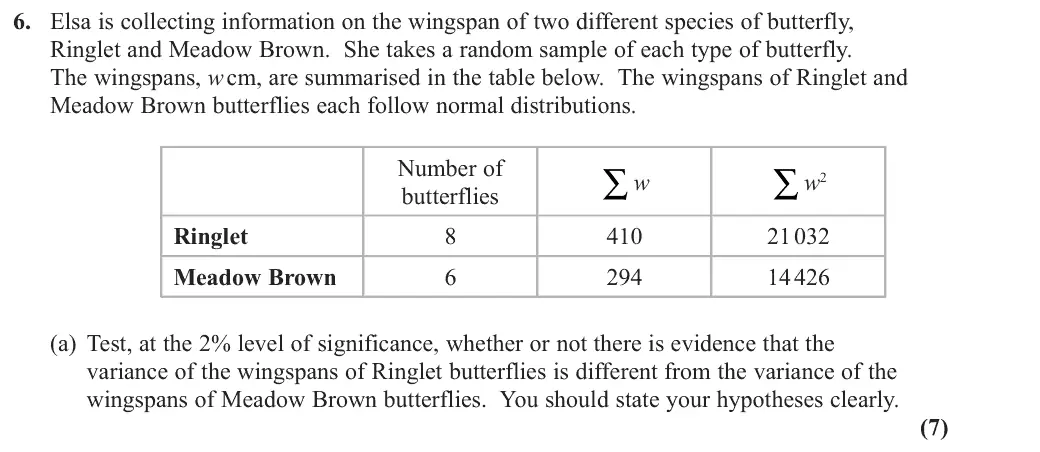 6. Elsa is collecting information on the wingspan of two different species of butterfly,
Ringlet and Meadow Brown. She takes a random sample of each type of butterfly.
The wingspans, w cm, are summarised in the table below. The wingspans of Ringlet and
Meadow Brown butterflies each follow normal distributions.
Number of butterflies ∑ w ∑ w²
Ringlet 8 410 21 032
Meadow Brown 6 294 14 426
(a) Test, at the 2% level of significance, whether or not there is evidence that the
variance of the wingspans of Ringlet butterflies is different from the variance of the
wingspans of Meadow Brown butterflies. You should state your hypotheses clearly.
(7)